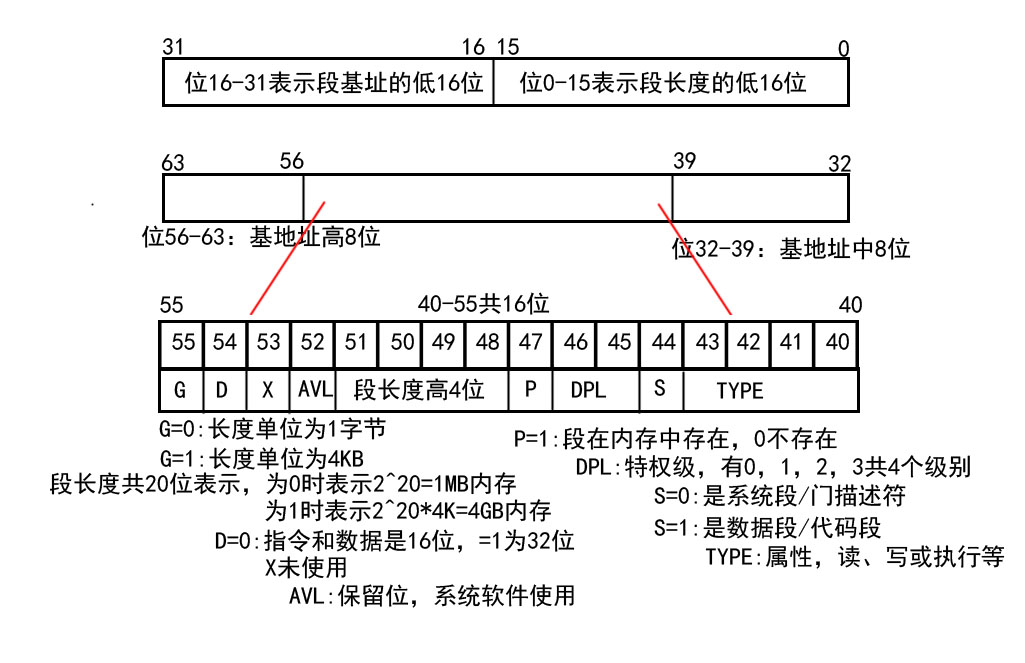 31 16 15 0
位16-31表示段基址的低16位 位0-15表示段长度的低16位
63 56 39 32
位56-63：基地址高8位
位32-39：基地址中8位
55 40-55共16位 40
55 54 53 52 51 50 49 48 47 46 45 44 43 42 41 40
G D X AVL 段长度高4位 P DPL S TYPE
G=0:长度单位为1字节
G=1:长度单位为4KB
段长度共20位表示，为0时表示2^20=1MB内存
为1时表示2^20*4K=4GB内存
D=0:指令和数据是16位，=1为32位
X未使用
AVL:保留位，系统软件使用
P=1:段在内存中存在，0不存在
DPL:特权级，有0，1，2，3共4个级别
S=0:是系统段/门描述符
S=1:是数据段/代码段
TYPE:属性，读、写或执行等